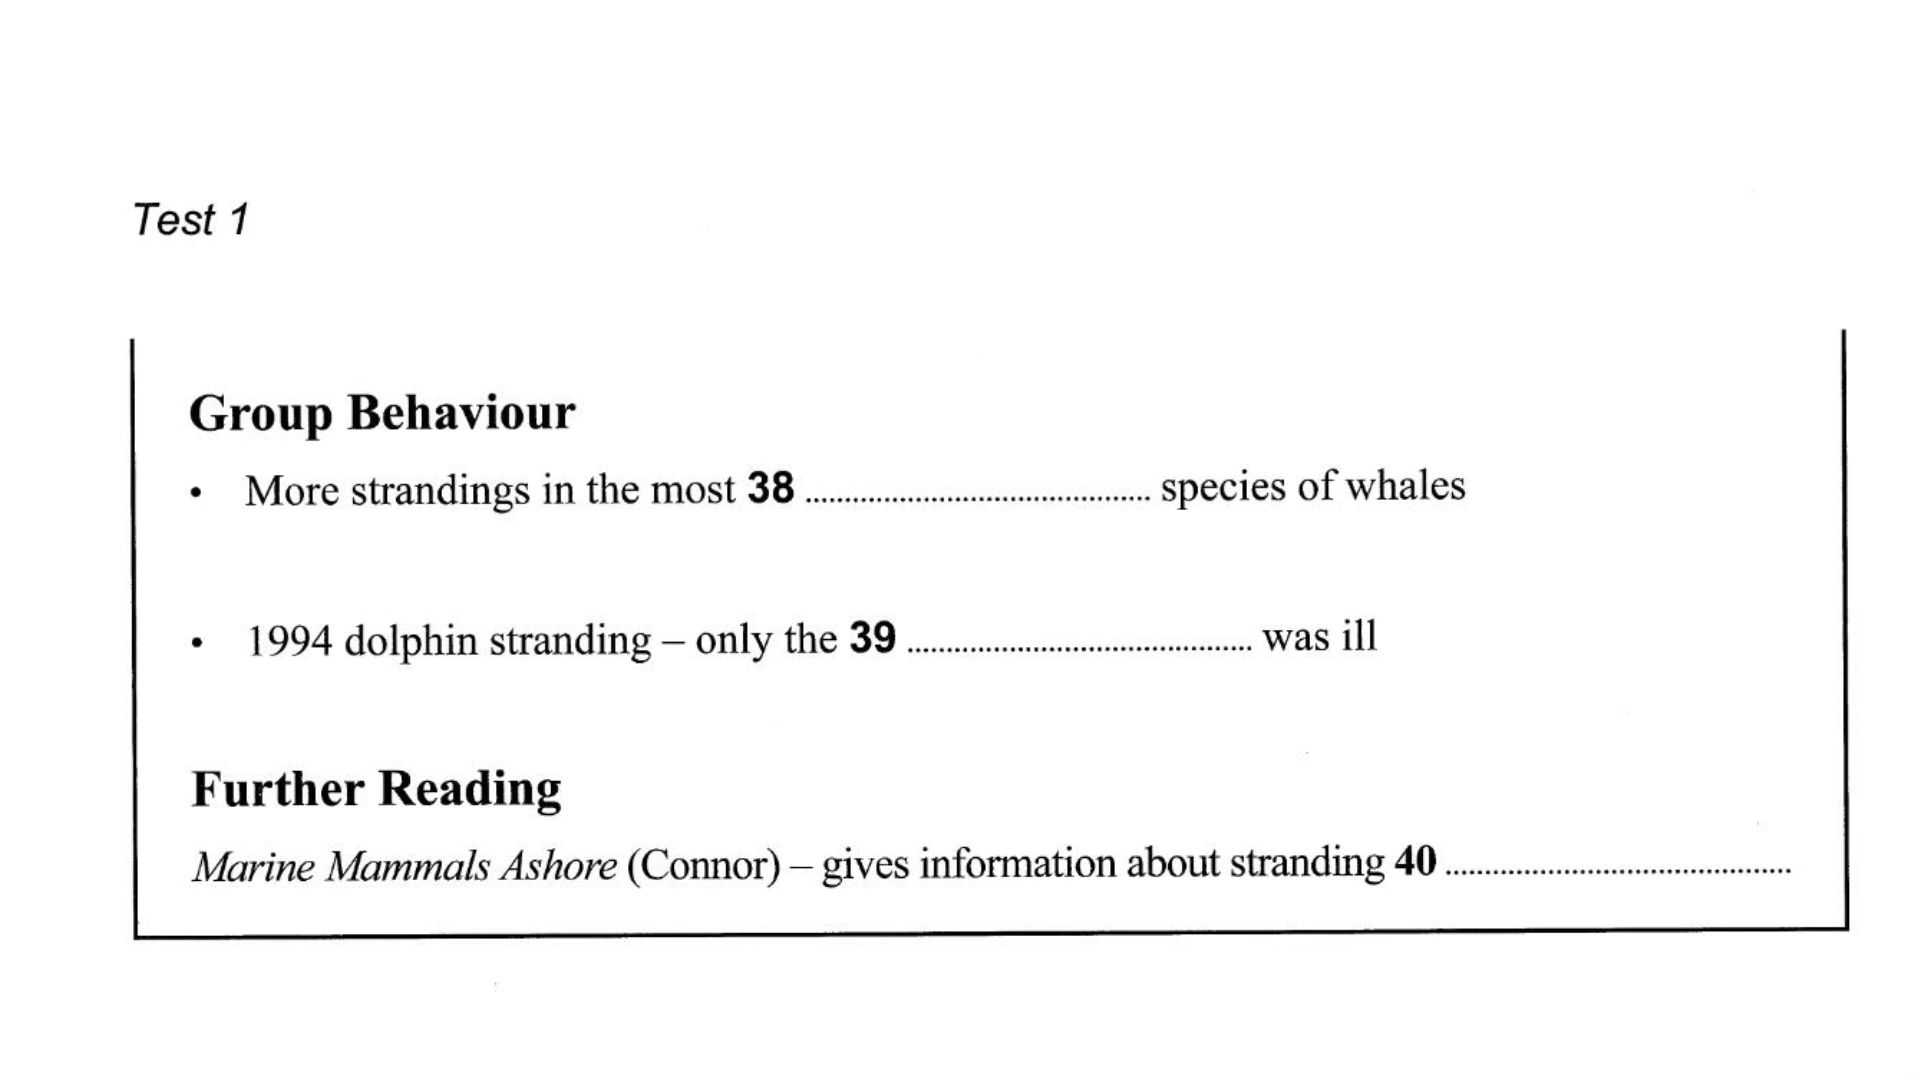 Test 1
Group Behaviour
• More strandings in the most 38 ............................................ species of whales
• 1994 dolphin stranding – only the 39 ............................................ was ill
Further Reading
Marine Mammals Ashore (Connor) – gives information about stranding 40 ............................................